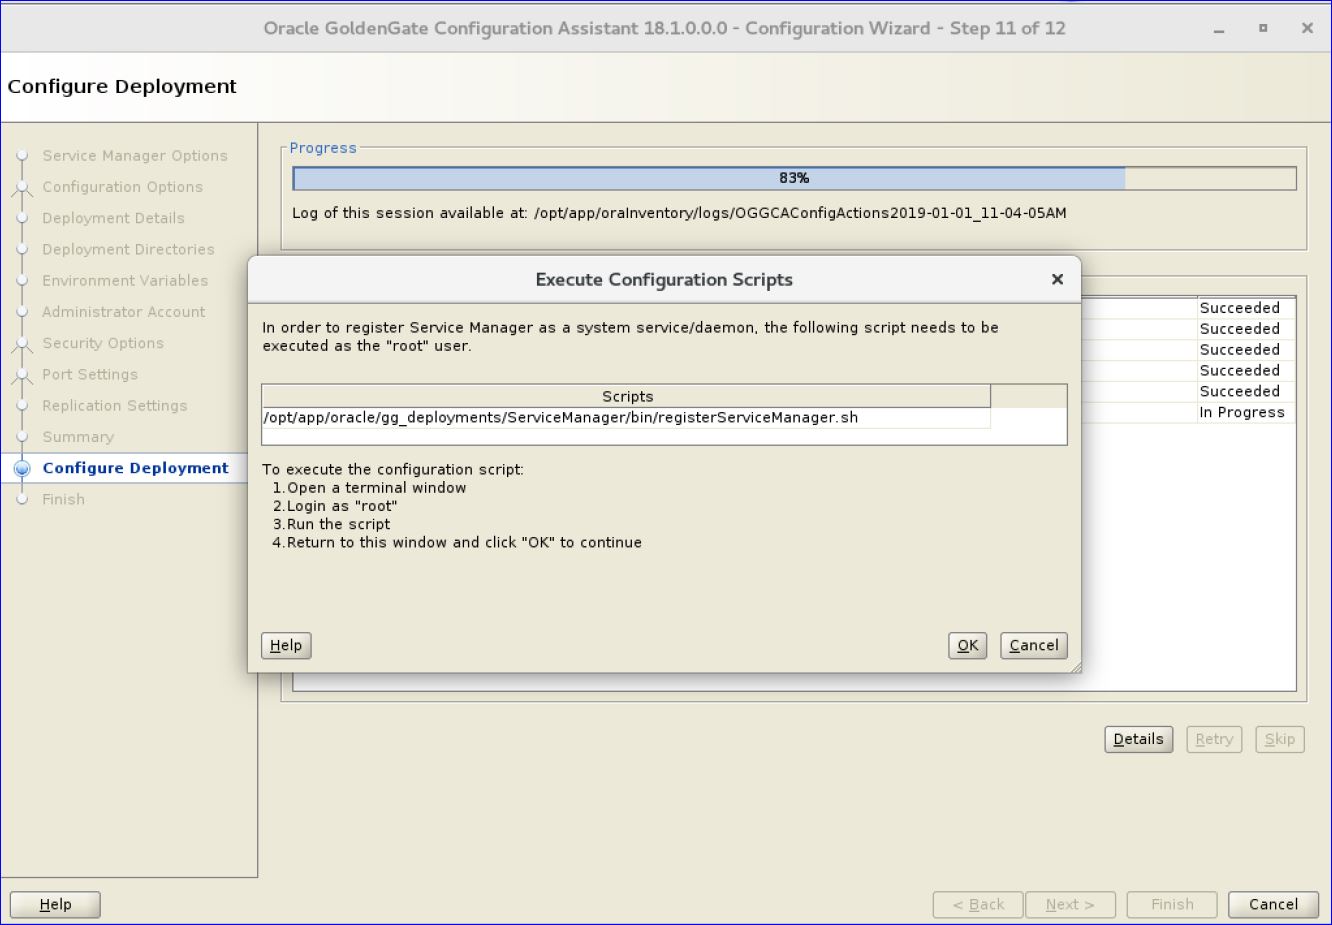 Oracle GoldenGate Configuration Assistant 18.1.0.0.0 - Configuration Wizard - Step 11 of 12
Configure Deployment
Service Manager Options
Configuration Options
Deployment Details
Deployment Directories
Environment Variables
Administrator Account
Security Options
Port Settings
Replication Settings
Summary
Configure Deployment
Finish
Progress
83%
Log of this session available at: /opt/app/oraInventory/logs/OGGCAConfigActions2019-01-01_11-04-05AM
Succeeded
Succeeded
Succeeded
Succeeded
Succeeded
In Progress
Execute Configuration Scripts
In order to register Service Manager as a system service/daemon, the following script needs to be
executed as the "root" user.
Scripts
/opt/app/oracle/gg_deployments/ServiceManager/bin/registerServiceManager.sh
To execute the configuration script:
1.Open a terminal window
2.Login as "root"
3.Run the script
4.Return to this window and click "OK" to continue
Help OK Cancel
Details Retry Skip
Help < Back Next > Finish Cancel